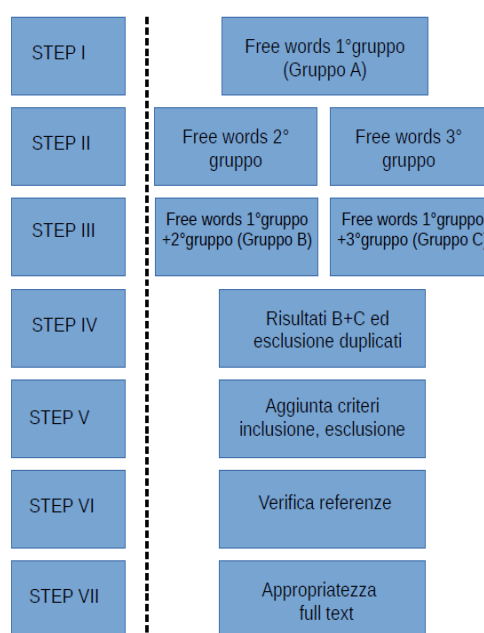 STEP I
Free words 1°gruppo
(Gruppo A)
STEP II
Free words 2°
gruppo
Free words 3°
gruppo
STEP III
Free words 1°gruppo
+2°gruppo (Gruppo B)
Free words 1°gruppo
+3°gruppo (Gruppo C)
STEP IV
Risultati B+C ed
esclusione duplicati
STEP V
Aggiunta criteri
inclusione, esclusione
STEP VI
Verifica referenze
STEP VII
Appropriatezza
full text